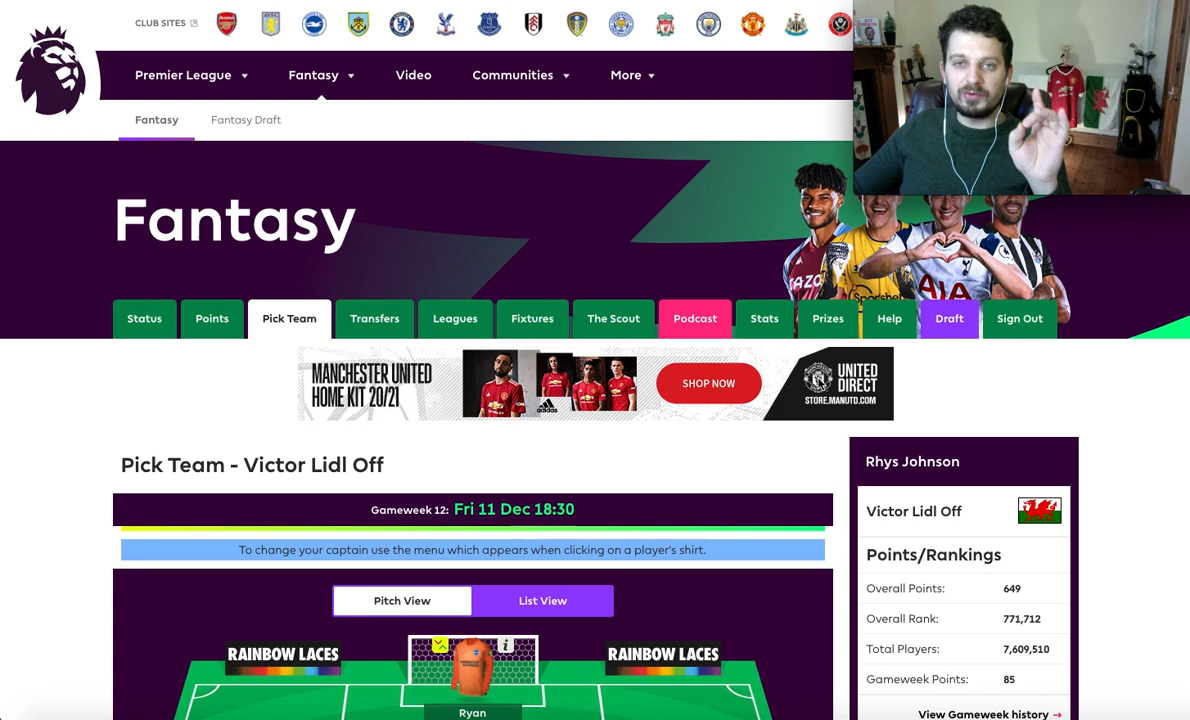 CLUB SITES
Premier League
Fantasy
Video
Communities
More
Fantasy
Fantasy Draft
Fantasy
Status
Points
Pick Team
Transfers
Leagues
Fixtures
The Scout
Podcast
Stats
Prizes
Help
Draft
Sign Out
MANCHESTER UNITED
HOME KIT 20/21
adidas
SHOP NOW
UNITED
DIRECT
STORE.MANUTD.COM
Pick Team - Victor Lidl Off
Gameweek 12: Fri 11 Dec 18:30
To change your captain use the menu which appears when clicking on a player's shirt.
Pitch View
List View
RAINBOW LACES
RAINBOW LACES
Ryan
Rhys Johnson
Victor Lidl Off
Points/Rankings
Overall Points: 649
Overall Rank: 771,712
Total Players: 7,609,510
Gameweek Points: 85
View Gameweek history →